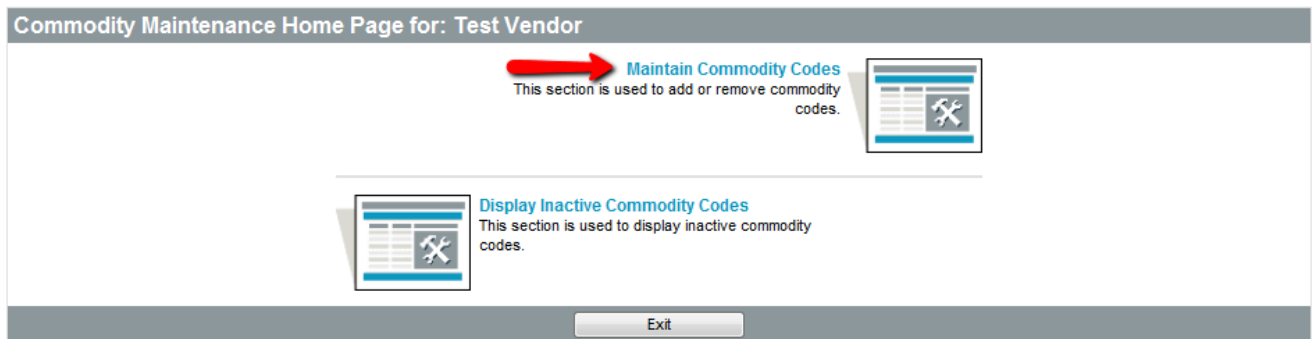 Commodity Maintenance Home Page for: Test Vendor
Maintain Commodity Codes
This section is used to add or remove commodity
codes.
Display Inactive Commodity Codes
This section is used to display inactive commodity
codes.
Exit